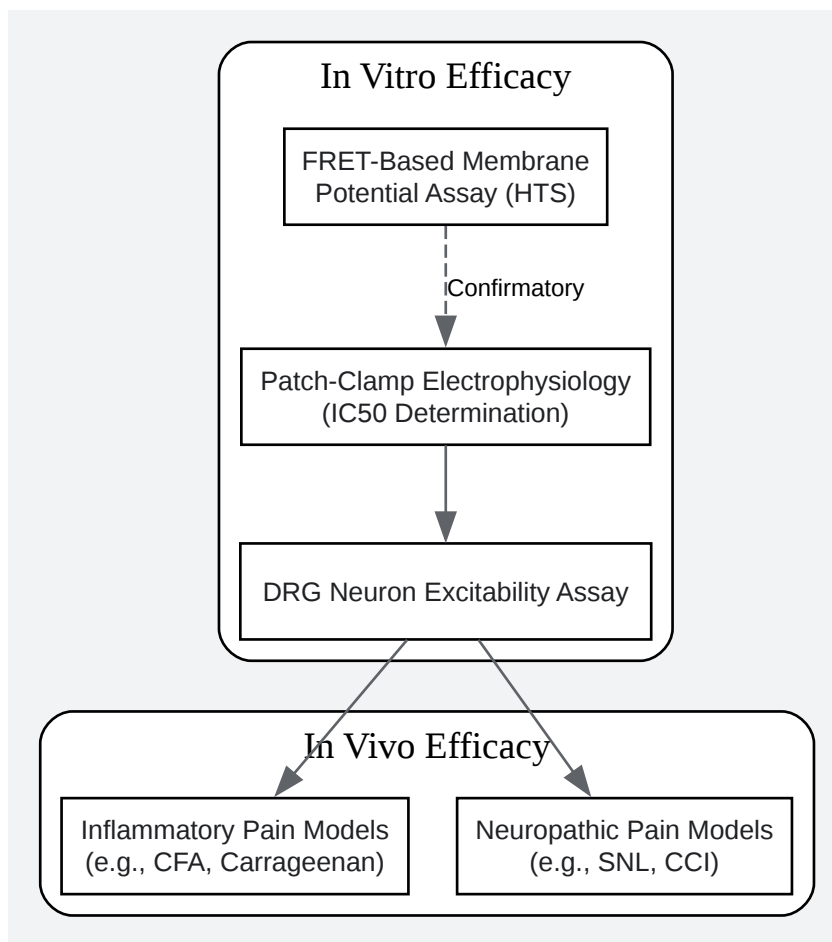 In Vitro Efficacy
FRET-Based Membrane
Potential Assay (HTS)
Confirmatory
Patch-Clamp Electrophysiology
(IC50 Determination)
DRG Neuron Excitability Assay
In Vivo Efficacy
Inflammatory Pain Models
(e.g., CFA, Carrageenan)
Neuropathic Pain Models
(e.g., SNL, CCI)